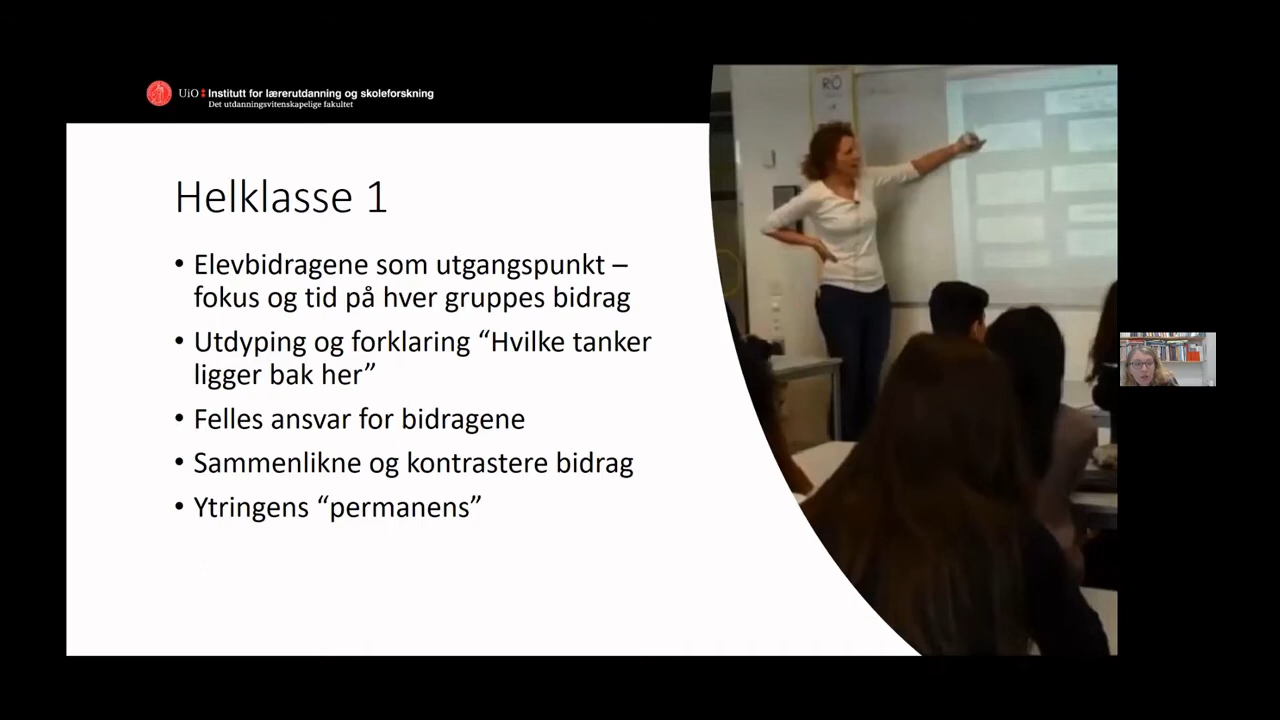 UiO : Institutt for lærerutdanning og skoleforskning
Det utdanningsvitenskapelige fakultet
Helklasse 1
• Elevbidragene som utgangspunkt –
fokus og tid på hver gruppes bidrag
• Utdyping og forklaring “Hvilke tanker
ligger bak her”
• Felles ansvar for bidragene
• Sammenlikne og kontrastere bidrag
• Ytringens “permanens”